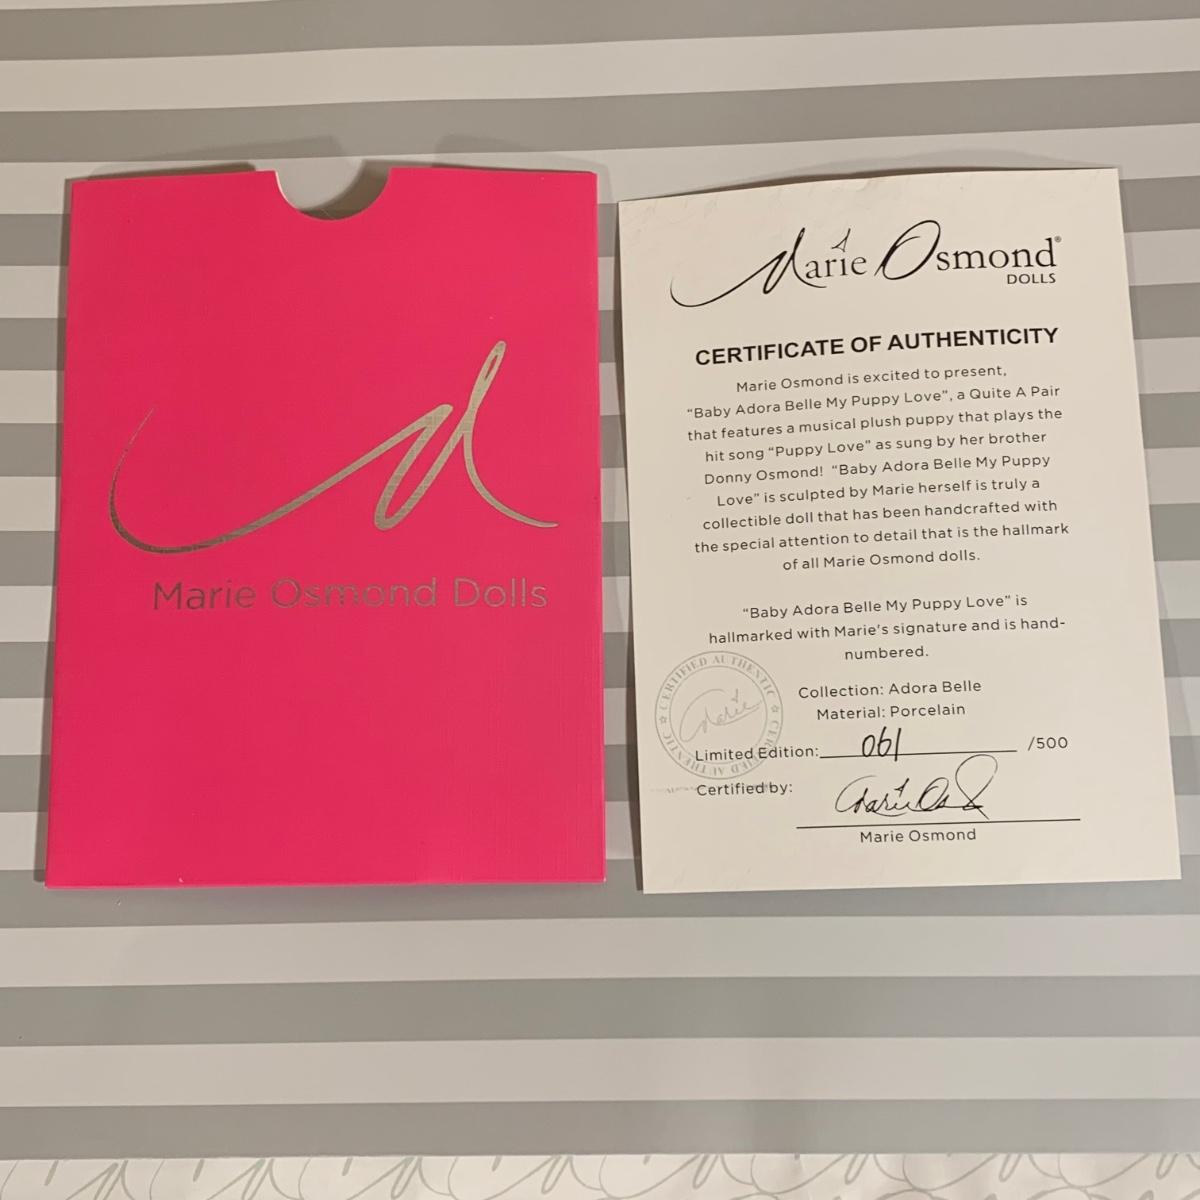 Marie Osmond Dolls
Marie Osmond®
DOLLS
CERTIFICATE OF AUTHENTICITY
Marie Osmond is excited to present,
“Baby Adora Belle My Puppy Love”, a Quite A Pair
that features a musical plush puppy that plays the
hit song “Puppy Love” as sung by her brother
Donny Osmond! “Baby Adora Belle My Puppy
Love” is sculpted by Marie herself is truly a
collectible doll that has been handcrafted with
the special attention to detail that is the hallmark
of all Marie Osmond dolls.
“Baby Adora Belle My Puppy Love” is
hallmarked with Marie's signature and is hand-
numbered.
CERTIFIED AUTHENTIC
Marie
CERTIFIED AUTHENTIC
Collection: Adora Belle
Material: Porcelain
Limited Edition: 061 /500
Certified by:
Marie Osmond